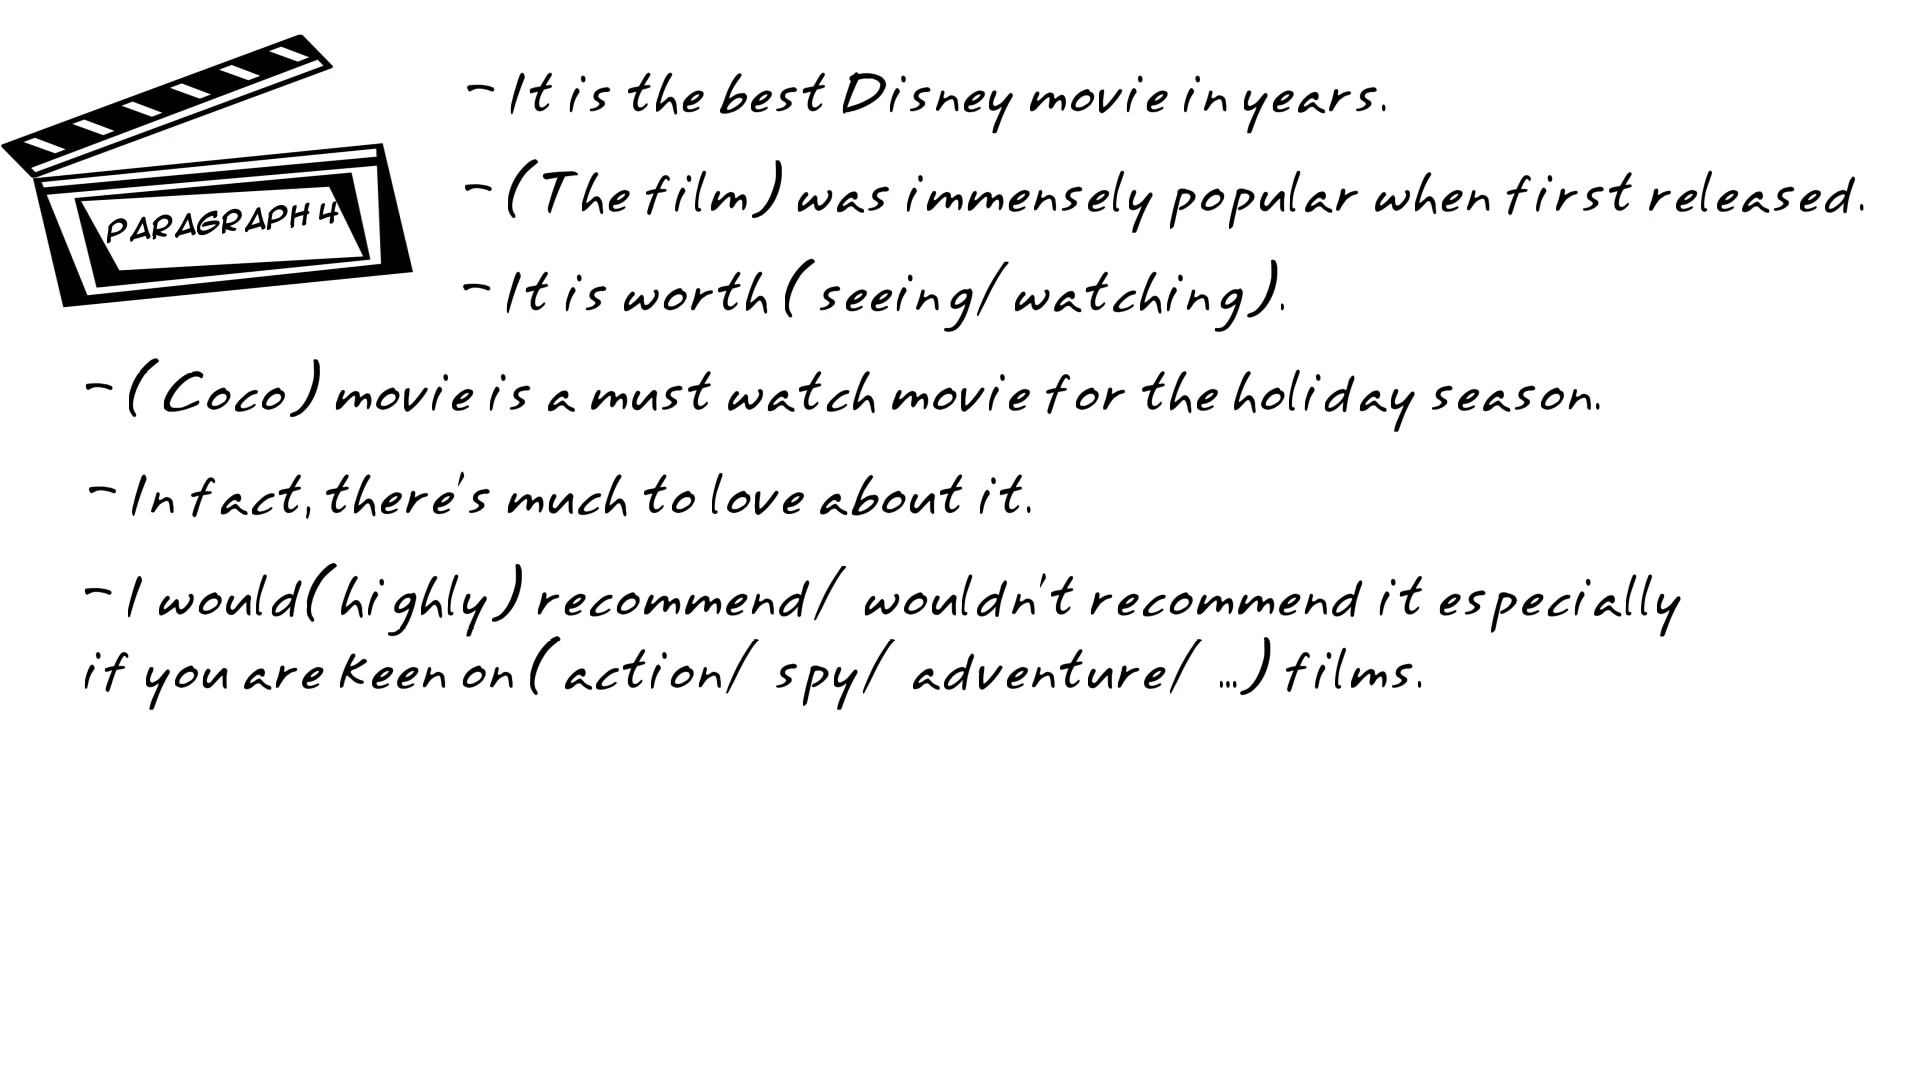 PARAGRAPH 4
- It is the best Disney movie in years.
- (The film) was immensely popular when first released.
- It is worth (seeing/ watching).
- (Coco) movie is a must watch movie for the holiday season.
- In fact, there's much to love about it.
- I would (highly) recommend/ wouldn't recommend it especially
if you are keen on (action/ spy/ adventure/ ...) films.